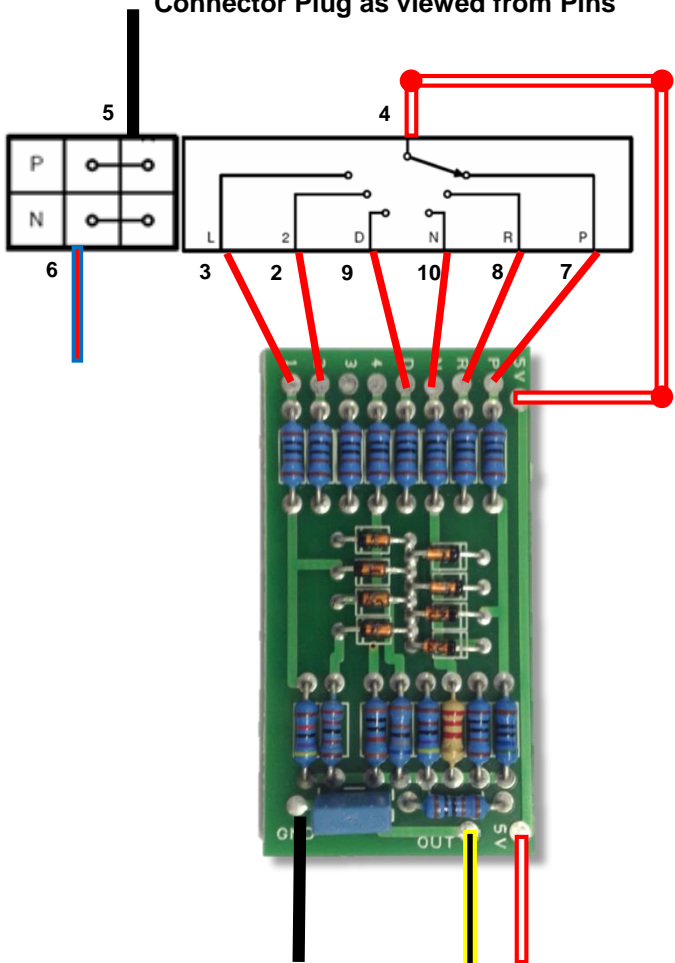 Connector Plug as viewed from Pins
5 4
P
N
L 2 D N R P
6 3 2 9 10 8 7
1 2 3 4 D N R P 5V
GND OUT 5V